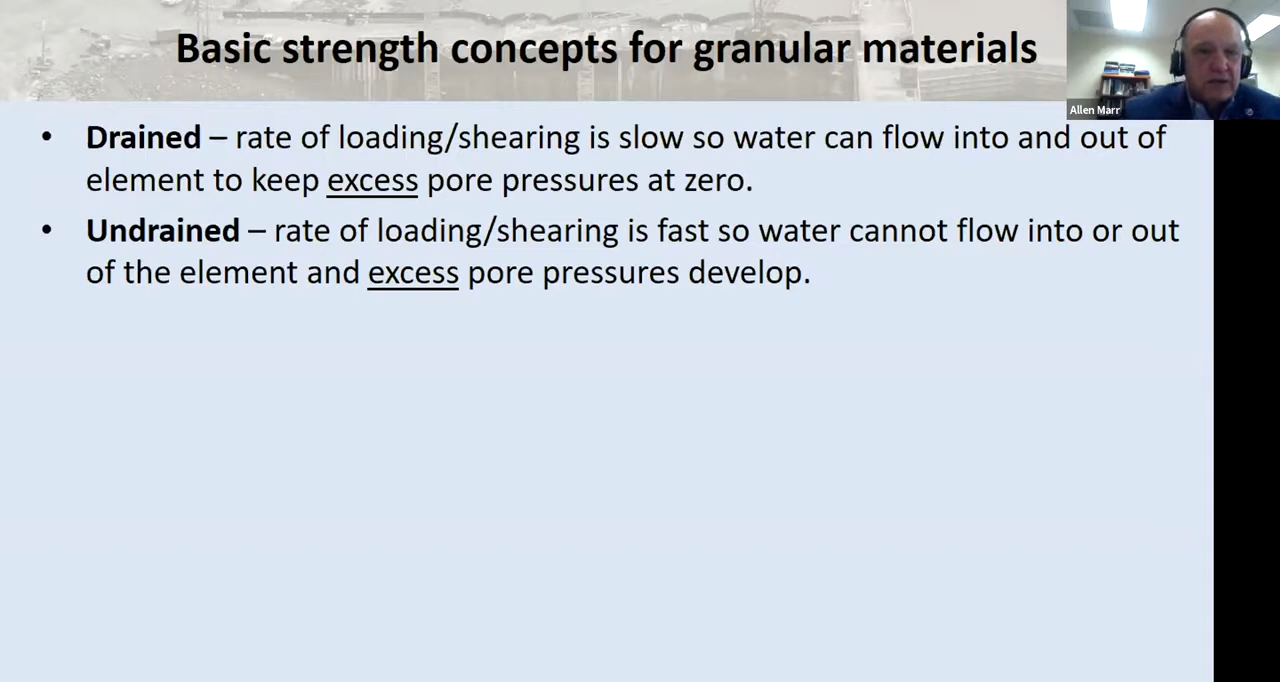 Basic strength concepts for granular materials
Allen Marr
• Drained – rate of loading/shearing is slow so water can flow into and out of
element to keep excess pore pressures at zero.
• Undrained – rate of loading/shearing is fast so water cannot flow into or out
of the element and excess pore pressures develop.